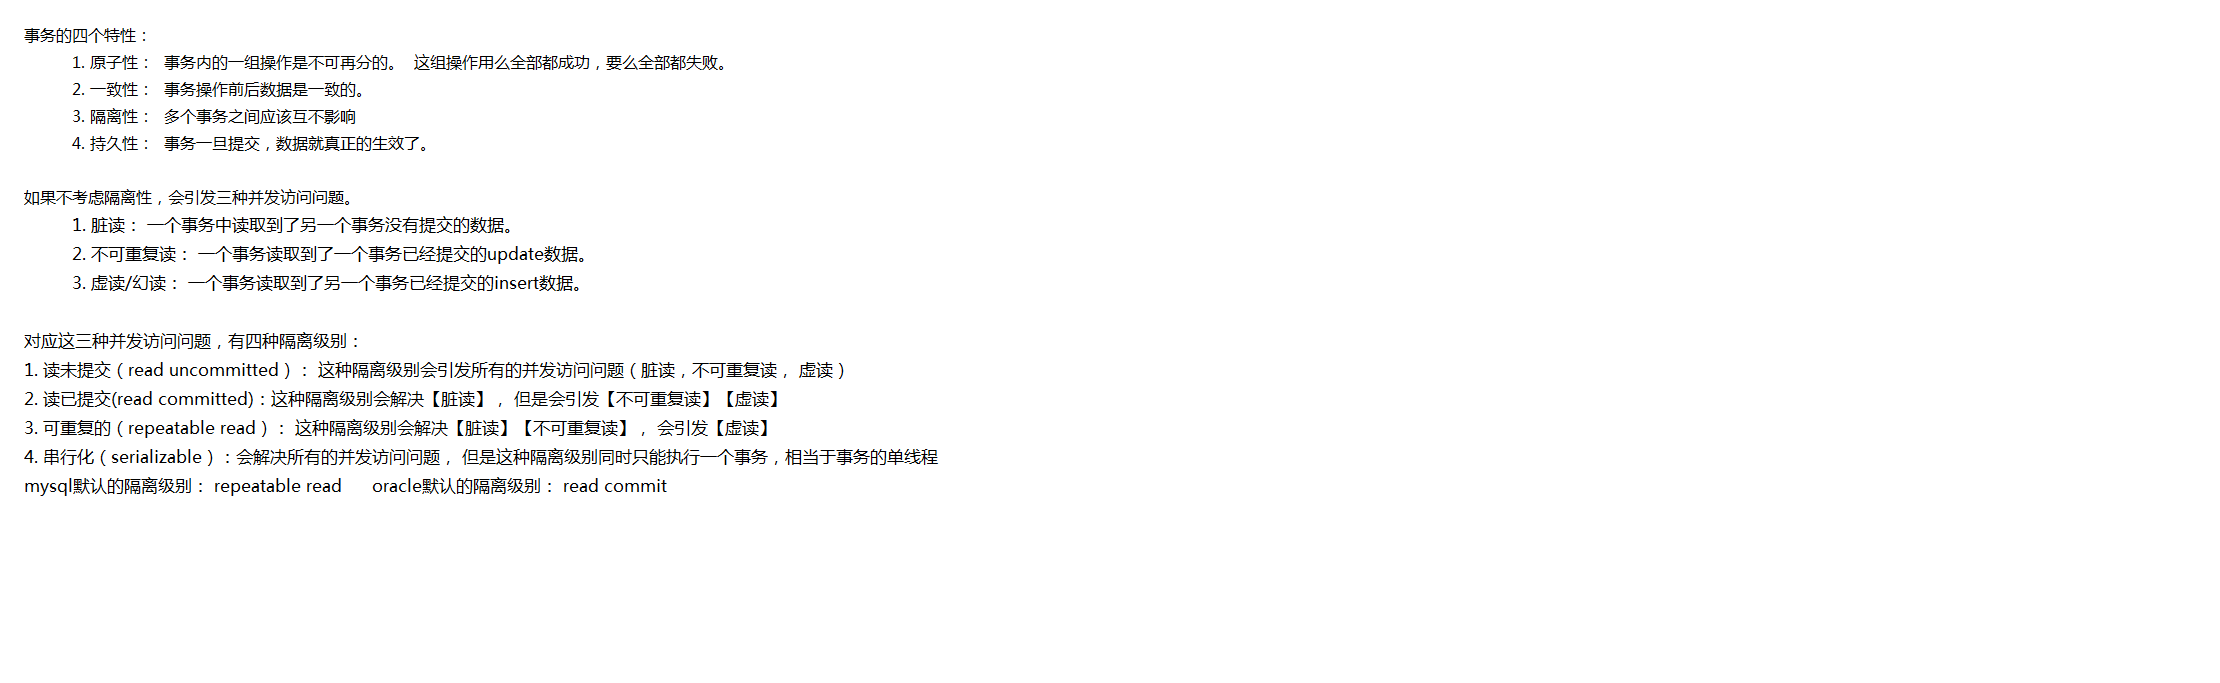 事务的四个特性：
1. 原子性： 事务内的一组操作是不可再分的。 这组操作用么全部都成功，要么全部都失败。
2. 一致性： 事务操作前后数据是一致的。
3. 隔离性： 多个事务之间应该互不影响
4. 持久性： 事务一旦提交，数据就真正的生效了。
如果不考虑隔离性，会引发三种并发访问问题。
1. 脏读： 一个事务中读取到了另一个事务没有提交的数据。
2. 不可重复读： 一个事务读取到了一个事务已经提交的update数据。
3. 虚读/幻读： 一个事务读取到了另一个事务已经提交的insert数据。
对应这三种并发访问问题，有四种隔离级别：
1. 读未提交（read uncommitted）： 这种隔离级别会引发所有的并发访问问题（脏读，不可重复读， 虚读）
2. 读已提交(read committed)：这种隔离级别会解决【脏读】， 但是会引发【不可重复读】【虚读】
3. 可重复的（repeatable read）： 这种隔离级别会解决【脏读】【不可重复读】， 会引发【虚读】
4. 串行化（serializable）：会解决所有的并发访问问题， 但是这种隔离级别同时只能执行一个事务，相当于事务的单线程
mysql默认的隔离级别： repeatable read oracle默认的隔离级别： read commit